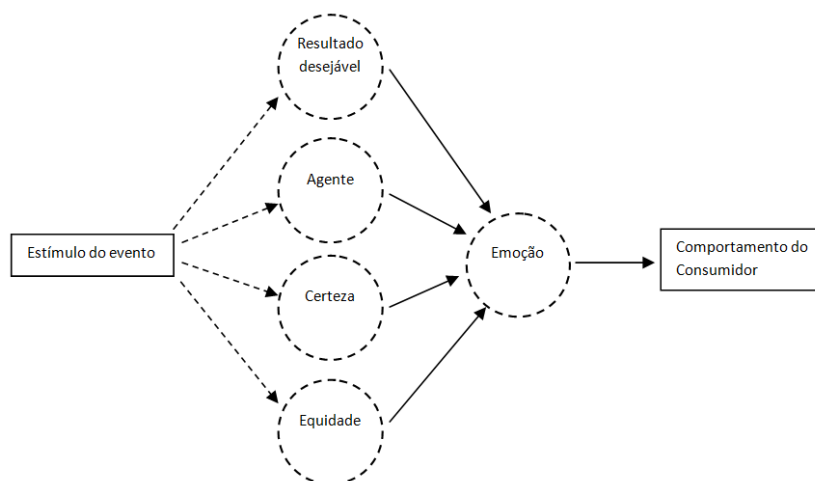 Resultado
desejável
Agente
Estímulo do evento
Emoção
Comportamento do
Consumidor
Certeza
Equidade